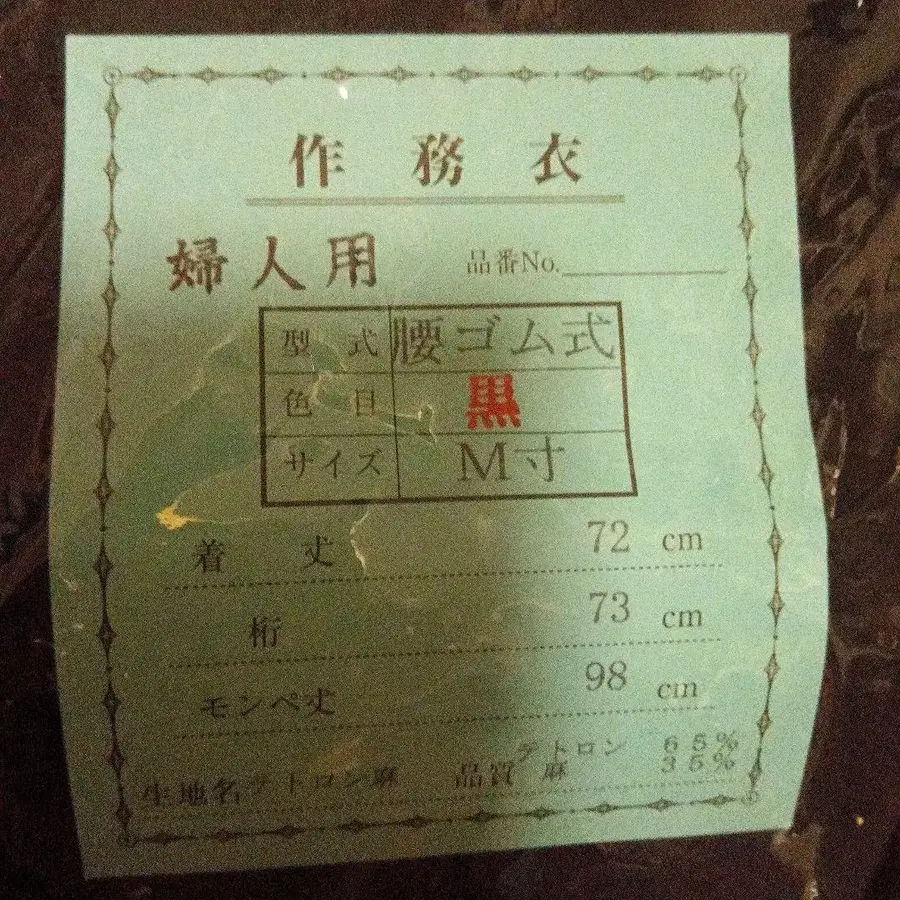 作務衣
婦人用 品番No.
型式 腰ゴム式
色目 黒
サイズ M寸
着丈 72 cm
桁 73 cm
モンペ丈 98 cm
生地名 テトロン麻 品質 テトロン 65%
麻 35%